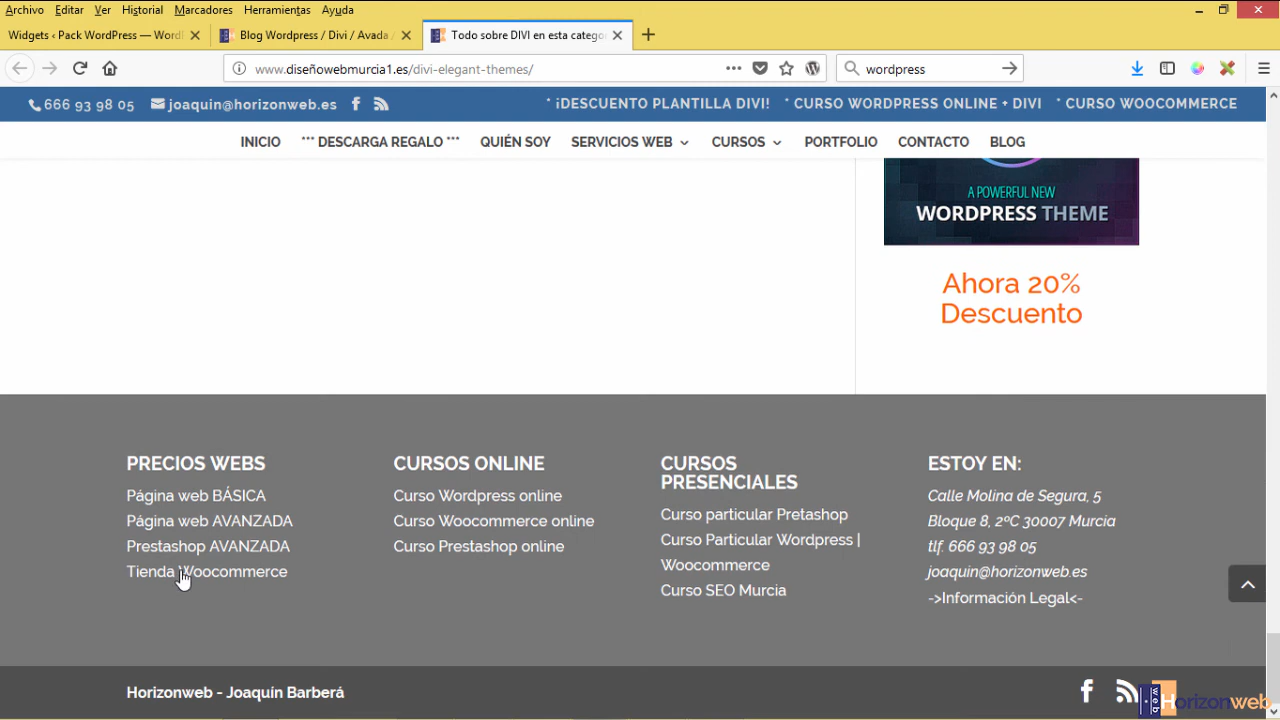 Archivo Editar Ver Historial Marcadores Herramientas Ayuda
Widgets ‹ Pack WordPress — Word
Blog Wordpress / Divi / Avada /
Todo sobre DIVI en esta catego
www.diseñowebmurcia1.es/divi-elegant-themes/
wordpress
666 93 98 05 joaquin@horizonweb.es
* ¡DESCUENTO PLANTILLA DIVI! * CURSO WORDPRESS ONLINE + DIVI * CURSO WOOCOMMERCE
INICIO *** DESCARGA REGALO *** QUIÉN SOY SERVICIOS WEB CURSOS PORTFOLIO CONTACTO BLOG
A POWERFUL NEW
WORDPRESS THEME
Ahora 20%
Descuento
PRECIOS WEBS
Página web BÁSICA
Página web AVANZADA
Prestashop AVANZADA
Tienda Woocommerce
CURSOS ONLINE
Curso Wordpress online
Curso Woocommerce online
Curso Prestashop online
CURSOS
PRESENCIALES
Curso particular Pretashop
Curso Particular Wordpress |
Woocommerce
Curso SEO Murcia
ESTOY EN:
Calle Molina de Segura, 5
Bloque 8, 2ºC 30007 Murcia
tlf. 666 93 98 05
joaquin@horizonweb.es
->Información Legal<-
Horizonweb - Joaquín Barberá
web Horizonweb